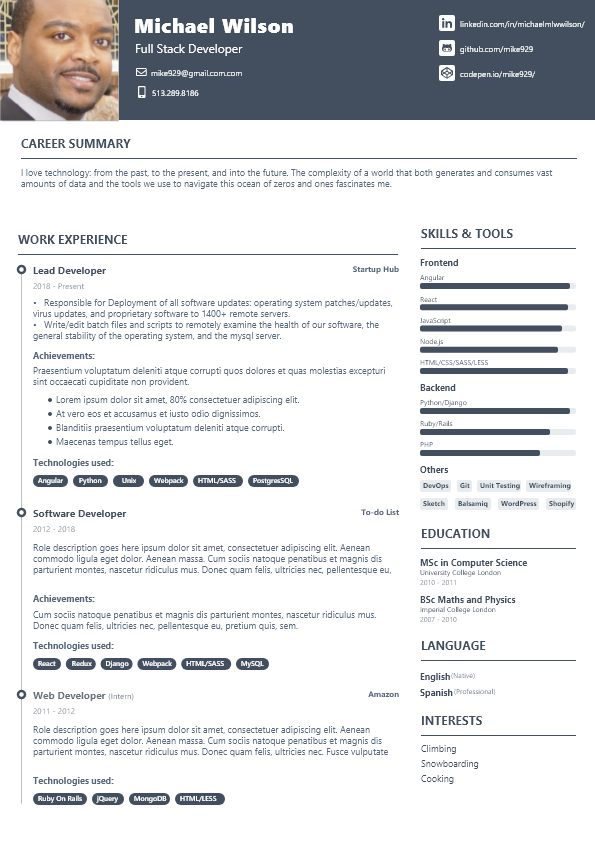 Michael Wilson
Full Stack Developer
mike929@gmail.com.com
513.289.8186
linkedin.com/in/michaelmlwwilson/
github.com/mike929
codepen.io/mike929/
CAREER SUMMARY
I love technology: from the past, to the present, and into the future. The complexity of a world that both generates and consumes vast
amounts of data and the tools we use to navigate this ocean of zeros and ones fascinates me.
WORK EXPERIENCE
Lead Developer
Startup Hub
2018 - Present
• Responsible for Deployment of all software updates: operating system patches/updates,
virus updates, and proprietary software to 1400+ remote servers.
• Write/edit batch files and scripts to remotely examine the health of our software, the
general stability of the operating system, and the mysql server.
Achievements:
Praesentium voluptatum deleniti atque corrupti quos dolores et quas molestias excepturi
sint occaecati cupiditate non provident.
• Lorem ipsum dolor sit amet, 80% consectetuer adipiscing elit.
• At vero eos et accusamus et iusto odio dignissimos.
• Blanditiis praesentium voluptatum deleniti atque corrupti.
• Maecenas tempus tellus eget.
Technologies used:
Angular Python Unix Webpack HTML/SASS PostgresSQL
Software Developer
To-do List
2012 - 2018
Role description goes here ipsum dolor sit amet, consectetuer adipiscing elit. Aenean
commodo ligula eget dolor. Aenean massa. Cum sociis natoque penatibus et magnis dis
parturient montes, nascetur ridiculus mus. Donec quam felis, ultricies nec, pellentesque eu,
Achievements:
Cum sociis natoque penatibus et magnis dis parturient montes, nascetur ridiculus mus.
Donec quam felis, ultricies nec, pellentesque eu, pretium quis, sem.
Technologies used:
React Redux Django Webpack HTML/SASS MySQL
Web Developer (Intern)
Amazon
2011 - 2012
Role description goes here ipsum dolor sit amet, consectetuer adipiscing elit. Aenean
commodo ligula eget dolor. Aenean massa. Cum sociis natoque penatibus et magnis dis
parturient montes, nascetur ridiculus mus. Donec quam felis, ultricies nec. Fusce vulputate
Technologies used:
Ruby On Rails jQuery MongoDB HTML/LESS
SKILLS & TOOLS
Frontend
Angular
React
JavaScript
Node.js
HTML/CSS/SASS/LESS
Backend
Python/Django
Ruby/Rails
PHP
Others
DevOps Git Unit Testing Wireframing
Sketch Balsamiq WordPress Shopify
EDUCATION
MSc in Computer Science
University College London
2010 - 2011
BSc Maths and Physics
Imperial College London
2007 - 2010
LANGUAGE
English (Native)
Spanish (Professional)
INTERESTS
Climbing
Snowboarding
Cooking